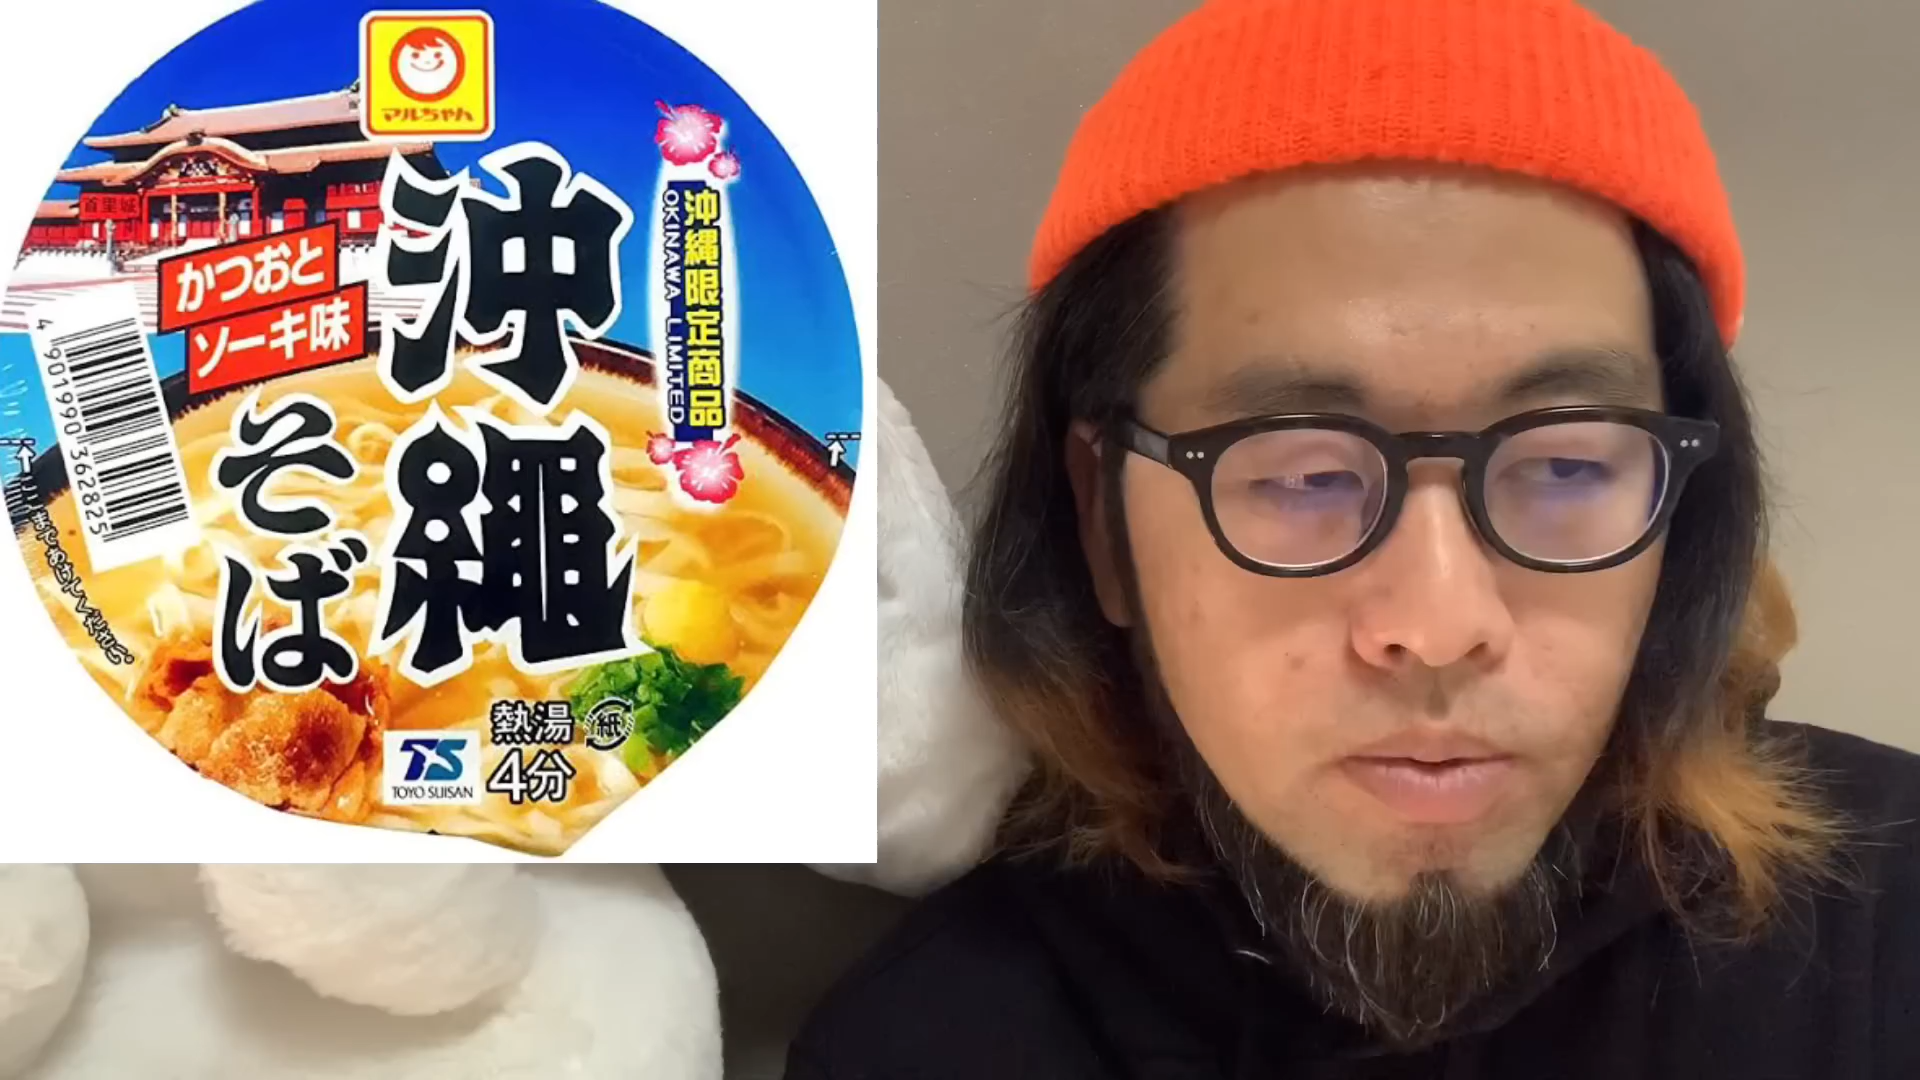 マルちゃん
首里城
かつおと
ソーキ味
沖縄
そば
沖縄限定商品
OKINAWA LIMITED
4 901990 362825
ここまであけてください。
熱湯
4分
紙
TS
TOYO SUISAN